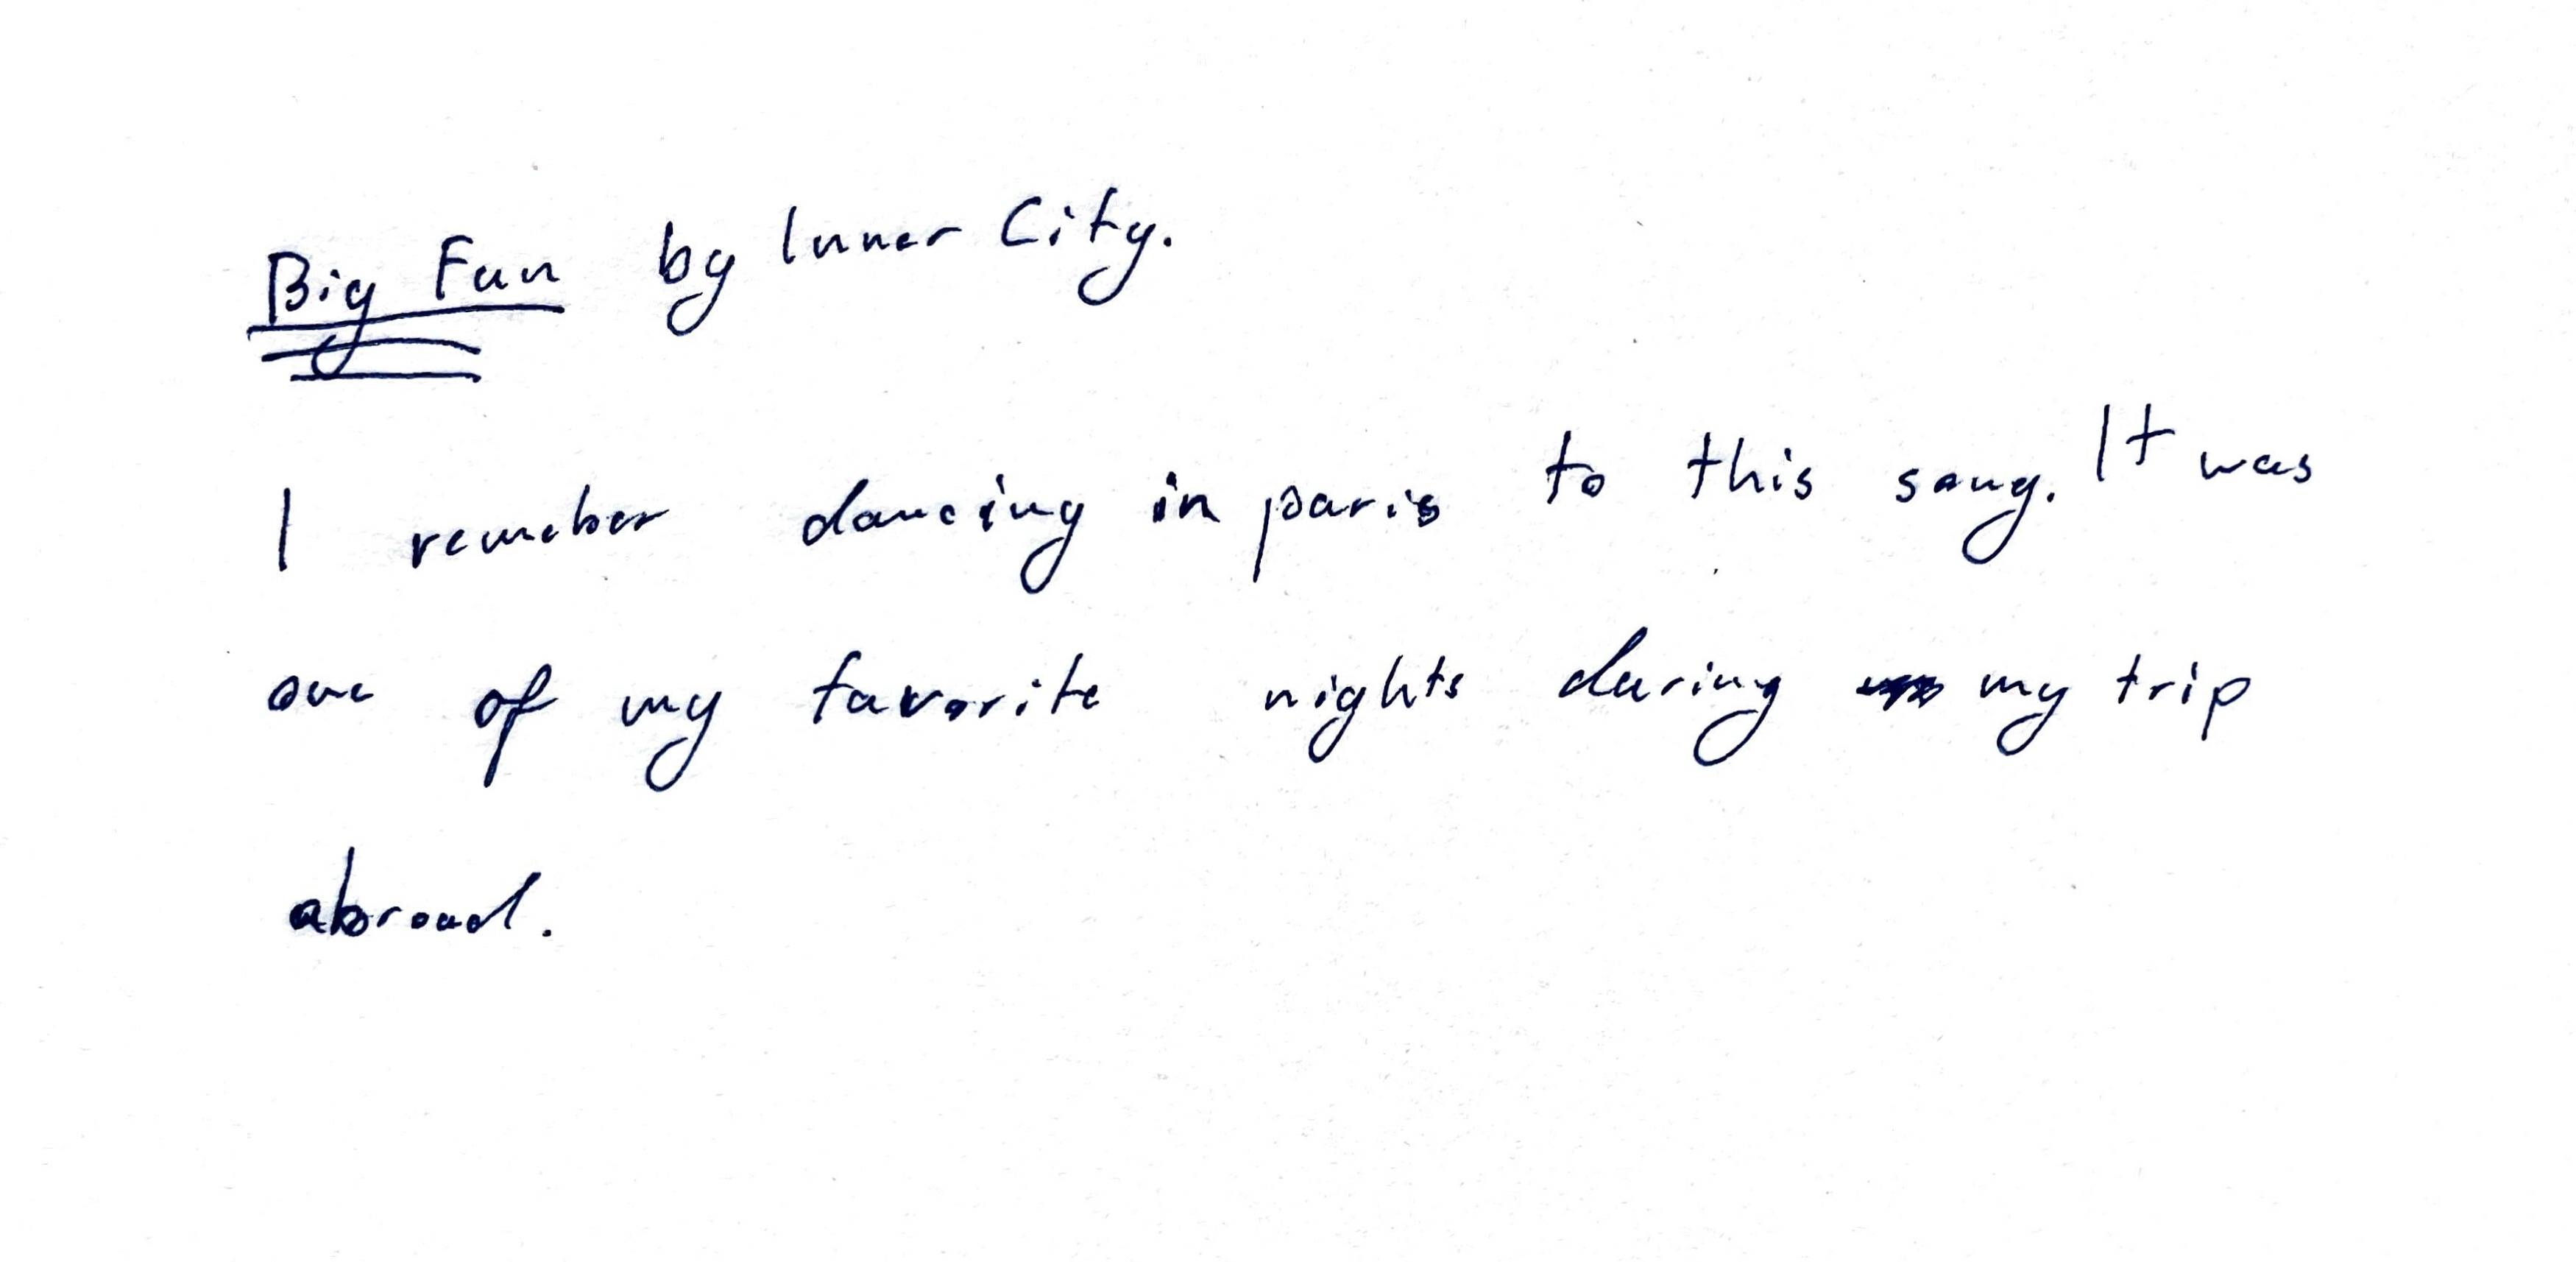 Big Fun by Inner City.
I remeber dancing in paris to this song. It was
one of my favorite nights during my trip
abroad.